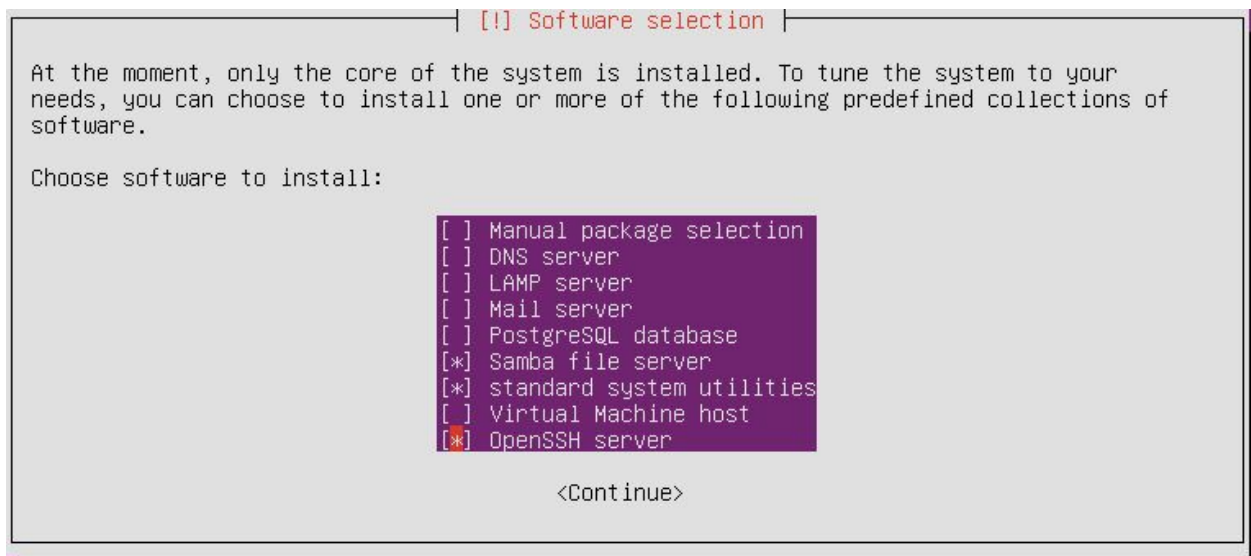 [!] Software selection
At the moment, only the core of the system is installed. To tune the system to your
needs, you can choose to install one or more of the following predefined collections of
software.
Choose software to install:
[ ] Manual package selection
[ ] DNS server
[ ] LAMP server
[ ] Mail server
[ ] PostgreSQL database
[*] Samba file server
[*] standard system utilities
[ ] Virtual Machine host
[*] OpenSSH server
<Continue>